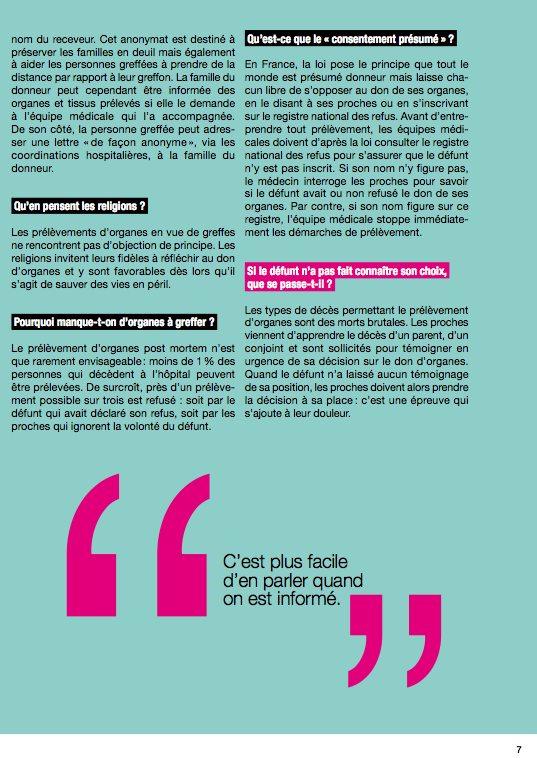 nom du receveur. Cet anonymat est destiné à
préserver les familles en deuil mais également
à aider les personnes greffées à prendre de la
distance par rapport à leur greffon. La famille du
donneur peut cependant être informée des
organes et tissus prélevés si elle le demande
à l'équipe médicale qui l'a accompagnée.
De son côté, la personne greffée peut adres-
ser une lettre « de façon anonyme », via les
coordinations hospitalières, à la famille du
donneur.
Qu'en pensent les religions ?
Les prélèvements d'organes en vue de greffes
ne rencontrent pas d'objection de principe. Les
religions invitent leurs fidèles à réfléchir au don
d'organes et y sont favorables dès lors qu'il
s'agit de sauver des vies en péril.
Pourquoi manque-t-on d'organes à greffer ?
Le prélèvement d'organes post mortem n'est
que rarement envisageable : moins de 1 % des
personnes qui décèdent à l'hôpital peuvent
être prélevées. De surcroît, près d'un prélève-
ment possible sur trois est refusé : soit par le
défunt qui avait déclaré son refus, soit par les
proches qui ignorent la volonté du défunt.
Qu'est-ce que le « consentement présumé » ?
En France, la loi pose le principe que tout le
monde est présumé donneur mais laisse cha-
cun libre de s'opposer au don de ses organes,
en le disant à ses proches ou en s'inscrivant
sur le registre national des refus. Avant d'entre-
prendre tout prélèvement, les équipes médi-
cales doivent d'après la loi consulter le registre
national des refus pour s'assurer que le défunt
n'y est pas inscrit. Si son nom n'y figure pas,
le médecin interroge les proches pour savoir
si le défunt avait ou non refusé le don de ses
organes. Par contre, si son nom figure sur ce
registre, l'équipe médicale stoppe immédiate-
ment les démarches de prélèvement.
Si le défunt n'a pas fait connaître son choix,
que se passe-t-il ?
Les types de décès permettant le prélèvement
d'organes sont des morts brutales. Les proches
viennent d'apprendre le décès d'un parent, d'un
conjoint et sont sollicités pour témoigner en
urgence de sa décision sur le don d'organes.
Quand le défunt n'a laissé aucun témoignage
de sa position, les proches doivent alors prendre
la décision à sa place : c'est une épreuve qui
s'ajoute à leur douleur.
“
C'est plus facile
d'en parler quand
on est informé.
”
7